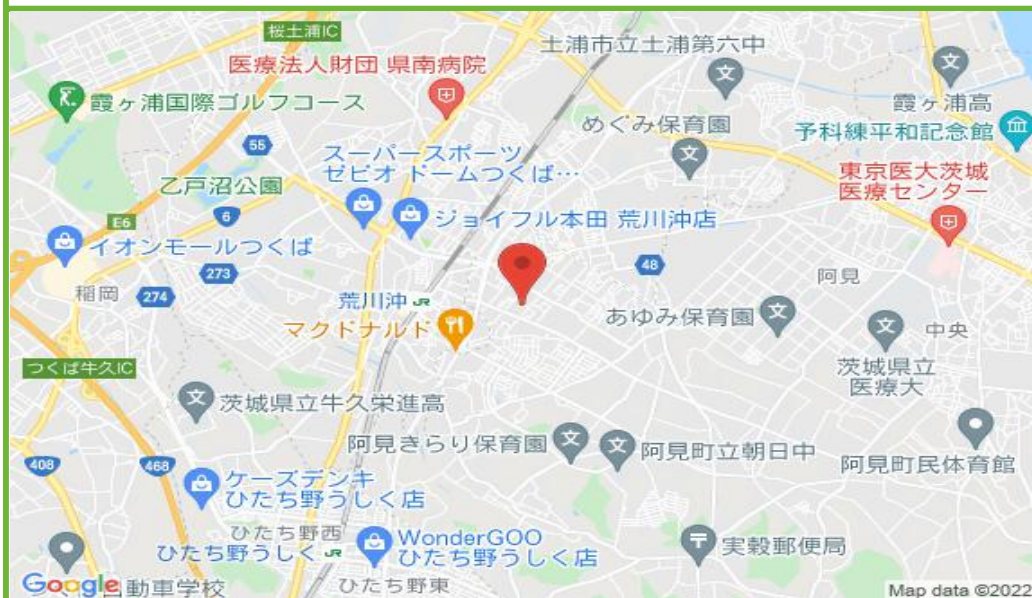 桜土浦IC
土浦市立土浦第六中
医療法人財団 県南病院
霞ヶ浦国際ゴルフコース
霞ヶ浦高
めぐみ保育園
予科練平和記念館
55
スーパースポーツ
ゼビオ ドームつくば…
東京医大茨城
医療センター
乙戸沼公園
6
E6
ジョイフル本田 荒川沖店
イオンモールつくば
273
48
阿見
稲岡
274
荒川沖 JR
マクドナルド
あゆみ保育園
中央
つくば牛久IC
茨城県立
医療大
茨城県立牛久栄進高
阿見きらり保育園
阿見町立朝日中
阿見町民体育館
408
468
ケーズデンキ
ひたち野うしく店
ひたち野西
ひたち野うしく JR
WonderGOO
ひたち野うしく店
実穀郵便局
Google
自動車学校
ひたち野東
Map data ©2022